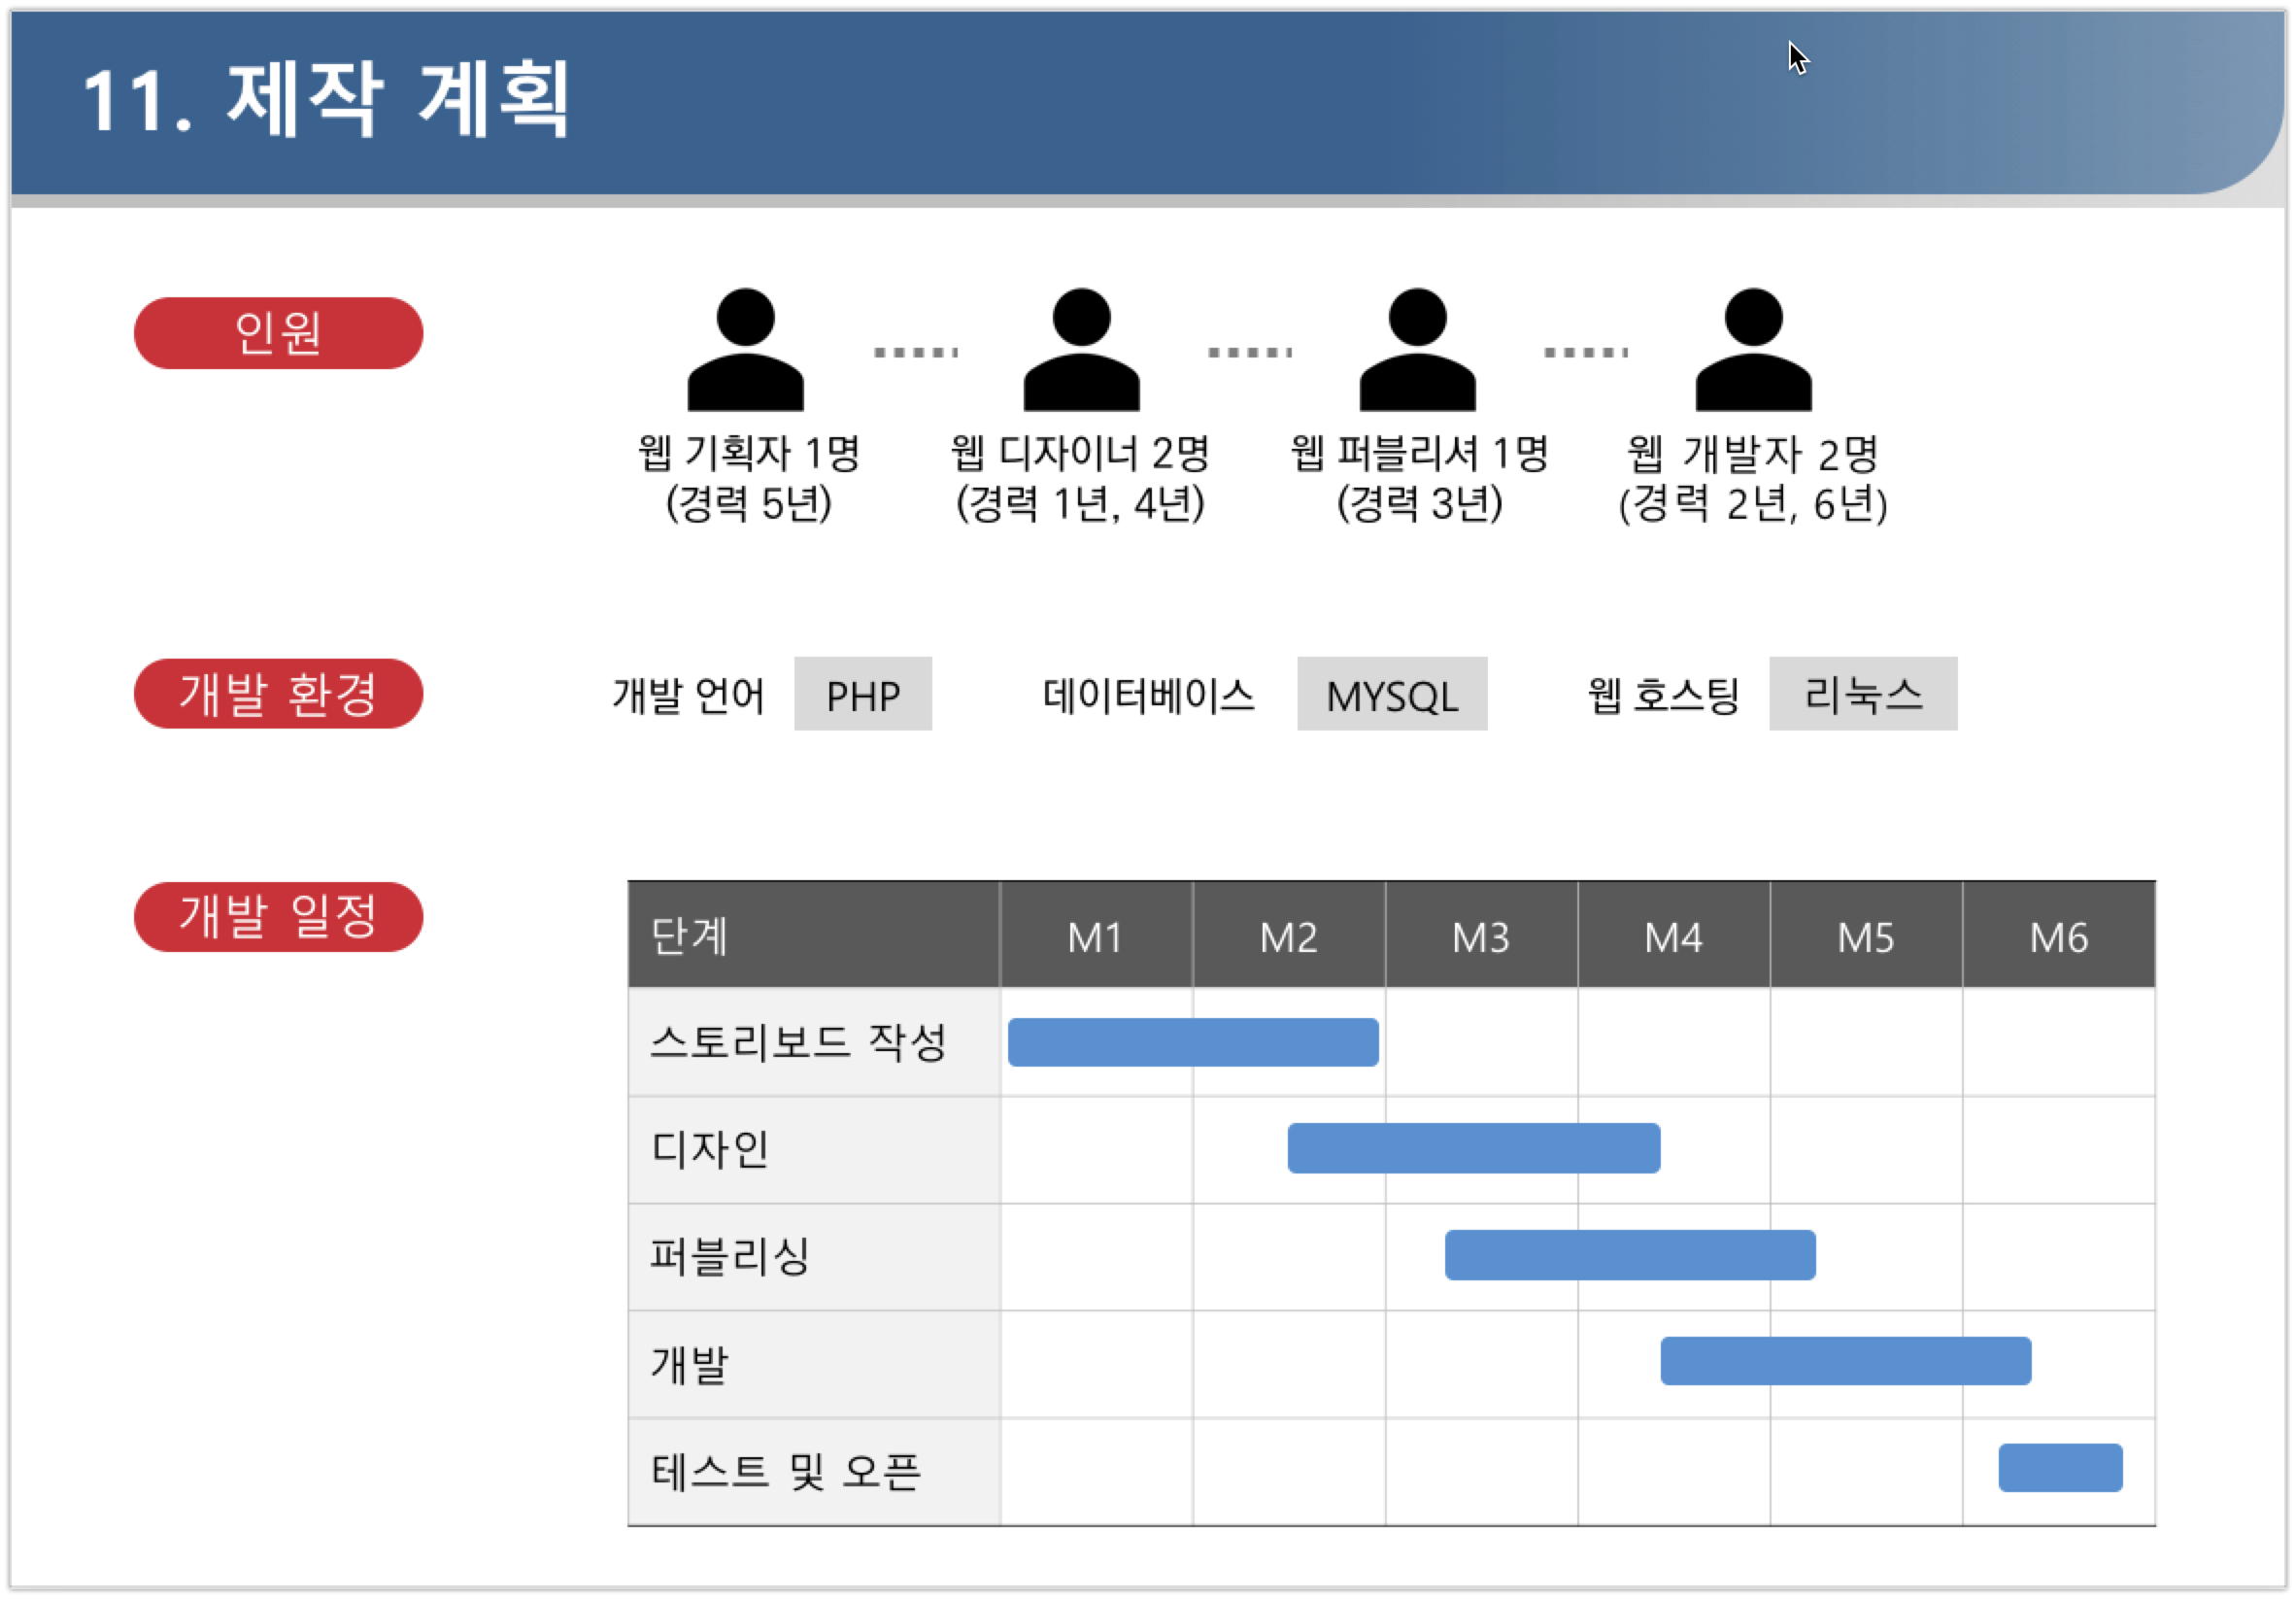 11. 제작 계획
인원
웹 기획자 1명
(경력 5년)
웹 디자이너 2명
(경력 1년, 4년)
웹 퍼블리셔 1명
(경력 3년)
웹 개발자 2명
(경력 2년, 6년)
개발 환경
개발 언어 PHP 데이터베이스 MYSQL 웹 호스팅 리눅스
개발 일정
단계 M1 M2 M3 M4 M5 M6
스토리보드 작성
디자인
퍼블리싱
개발
테스트 및 오픈